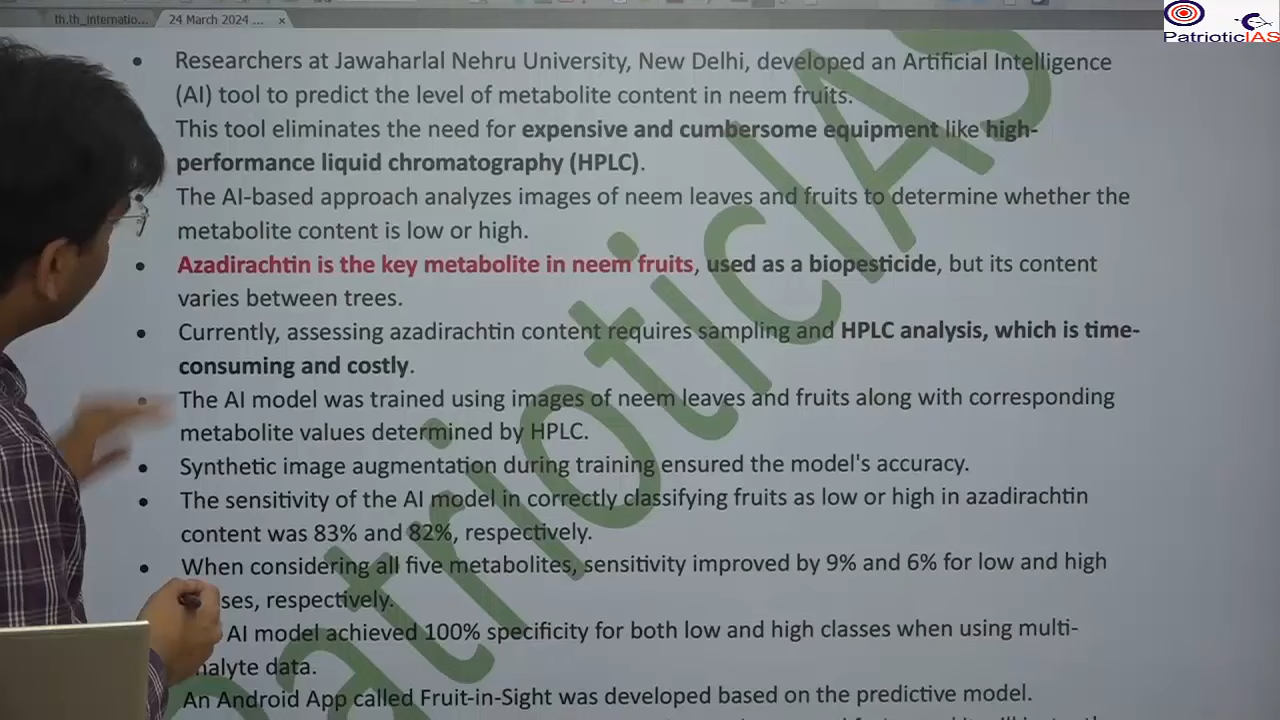 th.th_internatio...
24 March 2024 ...
×
PatrioticIAS
Researchers at Jawaharlal Nehru University, New Delhi, developed an Artificial Intelligence
(AI) tool to predict the level of metabolite content in neem fruits.
This tool eliminates the need for expensive and cumbersome equipment like high-
performance liquid chromatography (HPLC).
The AI-based approach analyzes images of neem leaves and fruits to determine whether the
metabolite content is low or high.
Azadirachtin is the key metabolite in neem fruits, used as a biopesticide, but its content
varies between trees.
Currently, assessing azadirachtin content requires sampling and HPLC analysis, which is time-
consuming and costly.
The AI model was trained using images of neem leaves and fruits along with corresponding
metabolite values determined by HPLC.
Synthetic image augmentation during training ensured the model's accuracy.
The sensitivity of the AI model in correctly classifying fruits as low or high in azadirachtin
content was 83% and 82%, respectively.
When considering all five metabolites, sensitivity improved by 9% and 6% for low and high
ses, respectively.
AI model achieved 100% specificity for both low and high classes when using multi-
nalyte data.
An Android App called Fruit-in-Sight was developed based on the predictive model.
PatrioticIAS